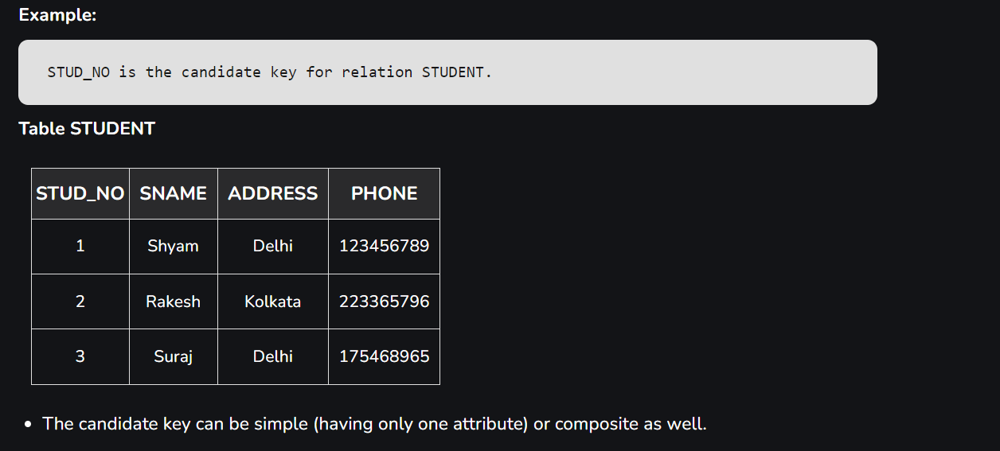 Example:
STUD_NO is the candidate key for relation STUDENT.
Table STUDENT
STUD_NO SNAME ADDRESS PHONE
1 Shyam Delhi 123456789
2 Rakesh Kolkata 223365796
3 Suraj Delhi 175468965
• The candidate key can be simple (having only one attribute) or composite as well.